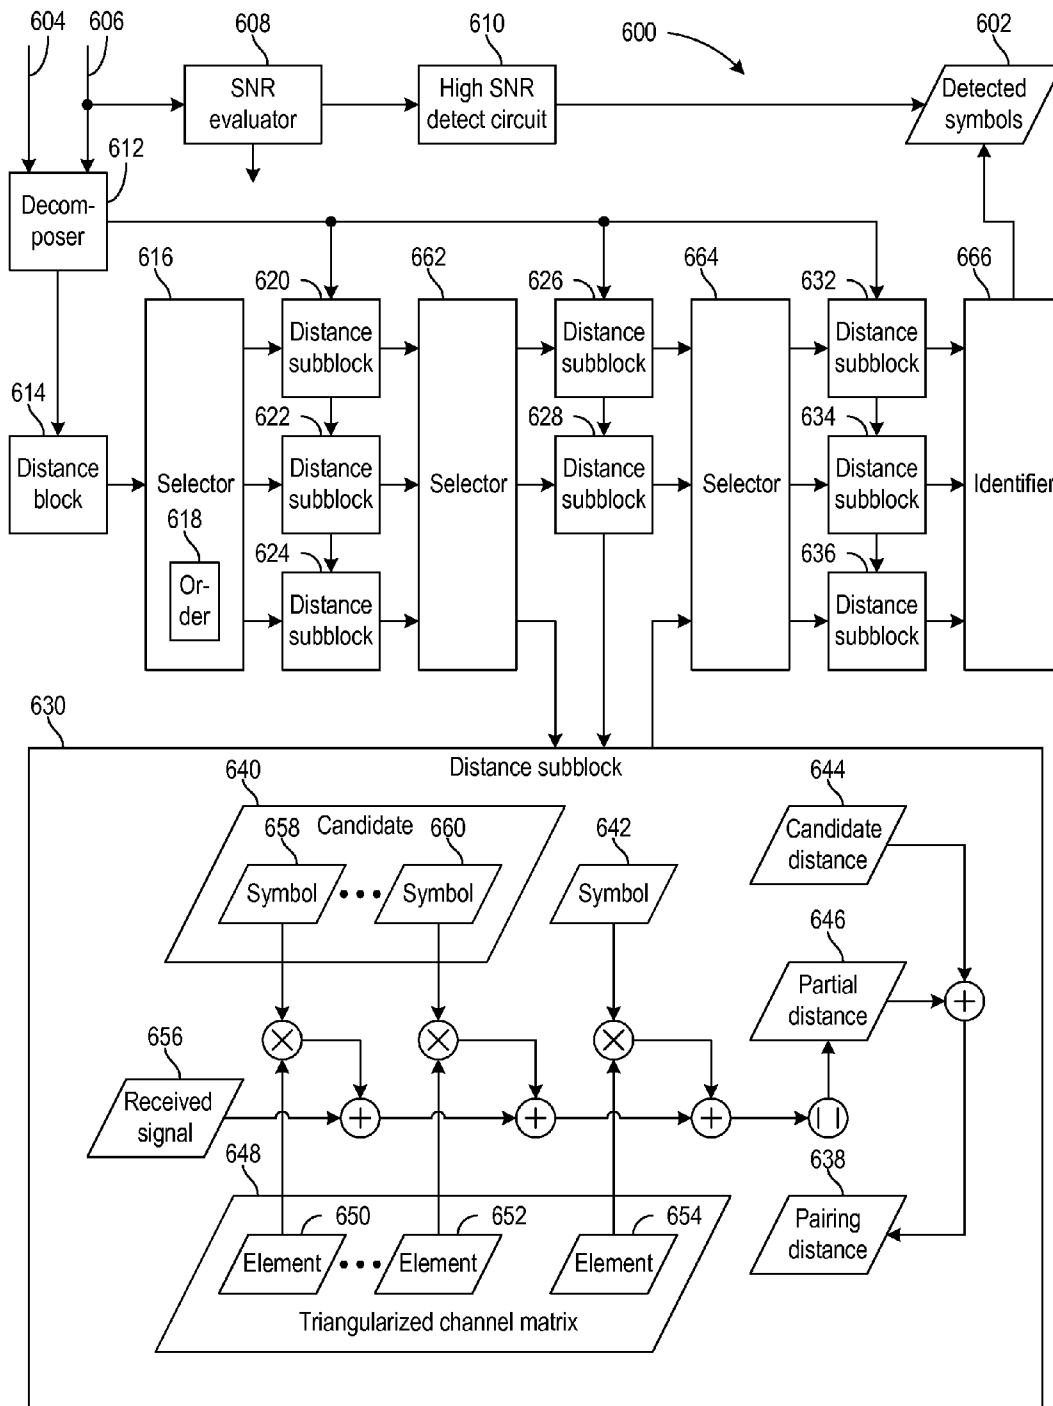 604
606
608
610
600
602
SNR
evaluator
High SNR
detect circuit
Detected
symbols
612
Decom-
poser
616
620
662
626
664
632
666
Distance
subblock
Distance
subblock
Distance
subblock
614
622
628
634
Distance
block
Selector
Distance
subblock
Selector
Distance
subblock
Selector
Distance
subblock
Identifier
618
Or-
der
624
Distance
subblock
636
Distance
subblock
630
Distance subblock
640
Candidate
658
Symbol
660
Symbol
642
Symbol
644
Candidate
distance
646
Partial
distance
656
Received
signal
648
650
Element
652
Element
654
Element
Triangularized channel matrix
638
Pairing
distance